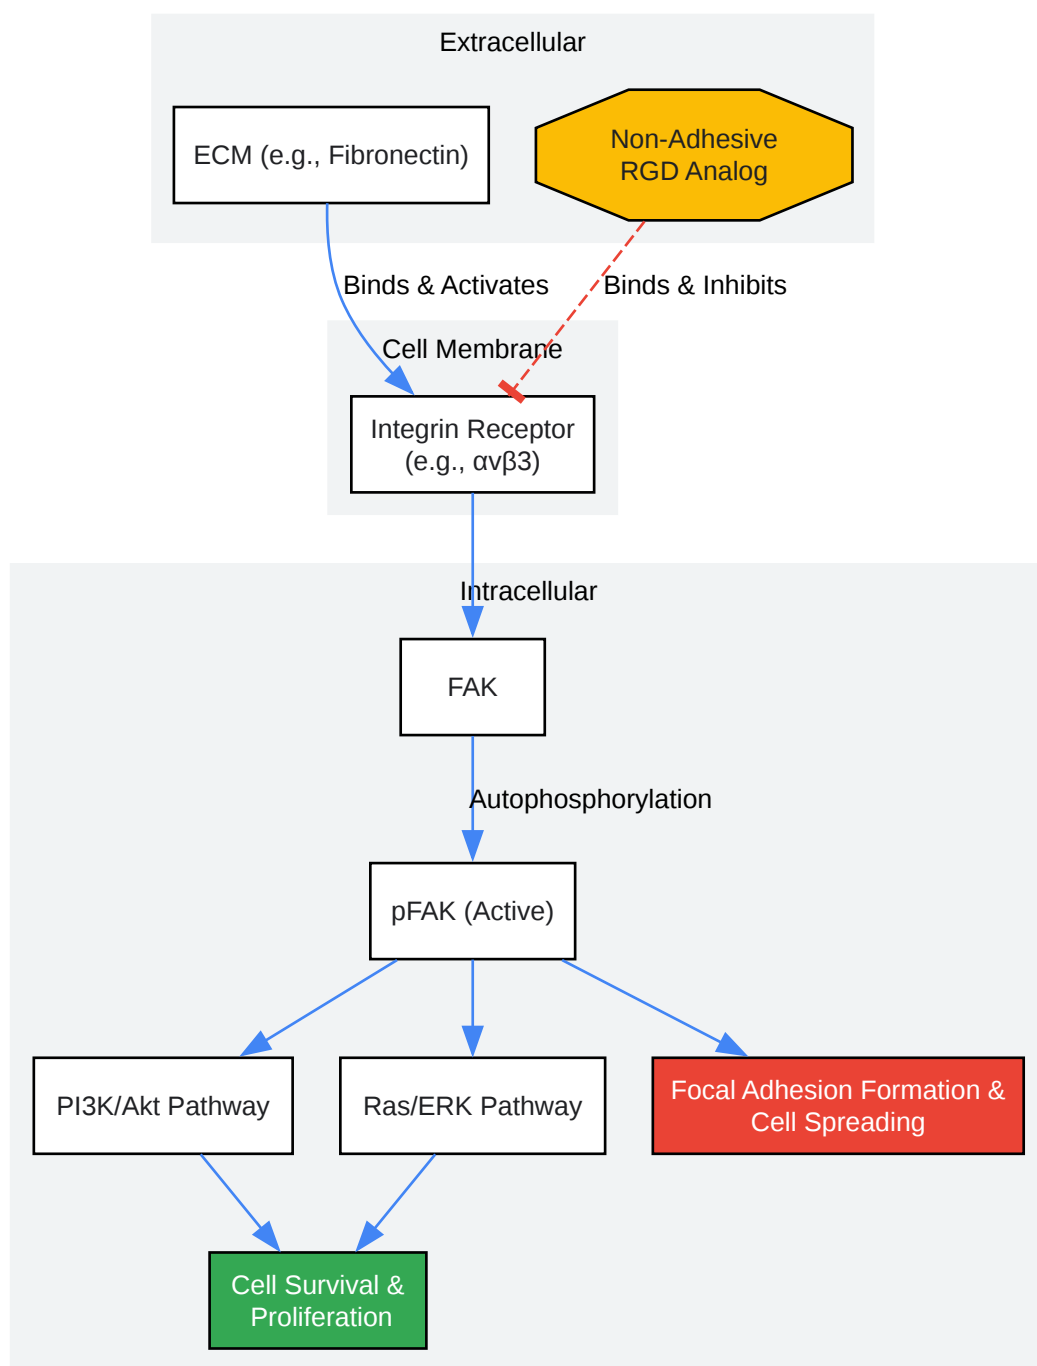 Extracellular
ECM (e.g., Fibronectin)
Non-Adhesive
RGD Analog
Binds & Activates
Binds & Inhibits
Cell Membrane
Integrin Receptor
(e.g., αvβ3)
Intracellular
FAK
Autophosphorylation
pFAK (Active)
PI3K/Akt Pathway
Ras/ERK Pathway
Focal Adhesion Formation &
Cell Spreading
Cell Survival &
Proliferation